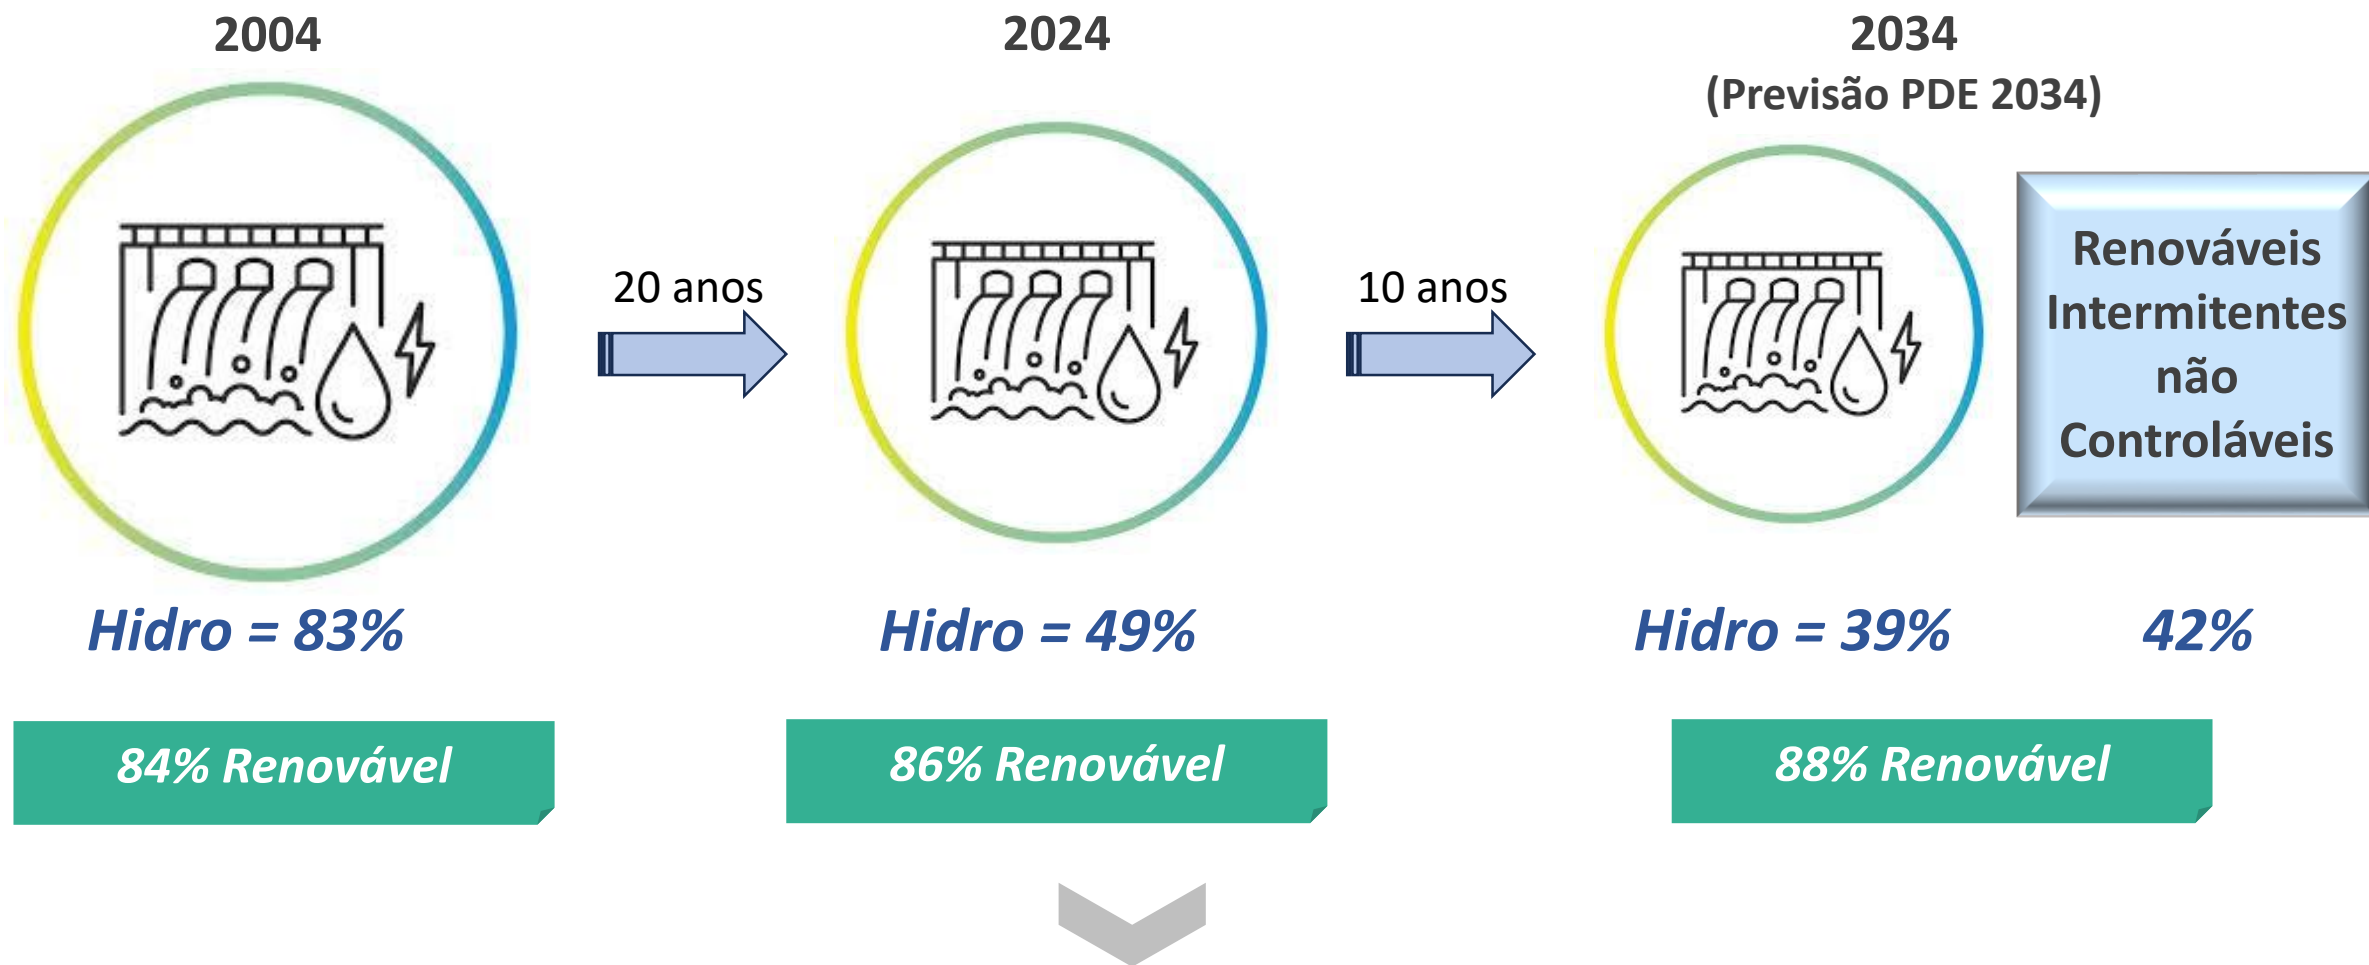 2004
2024
2034
(Previsão PDE 2034)
20 anos
10 anos
Renováveis
Intermitentes
não
Controláveis
Hidro = 83%
Hidro = 49%
Hidro = 39%
42%
84% Renovável
86% Renovável
88% Renovável